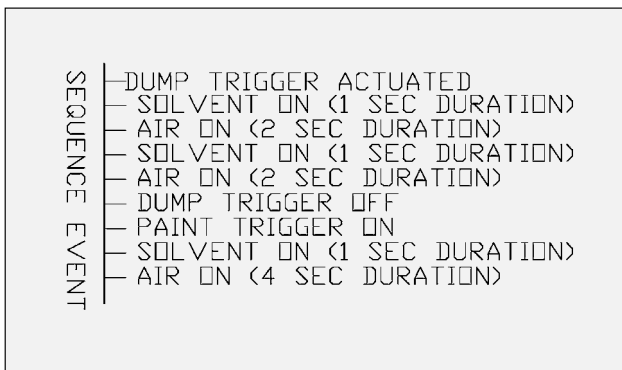 SEQUENCE EVENT
DUMP TRIGGER ACTUATED
SOLVENT ON (1 SEC DURATION)
AIR ON (2 SEC DURATION)
SOLVENT ON (1 SEC DURATION)
AIR ON (2 SEC DURATION)
DUMP TRIGGER OFF
PAINT TRIGGER ON
SOLVENT ON (1 SEC DURATION)
AIR ON (4 SEC DURATION)